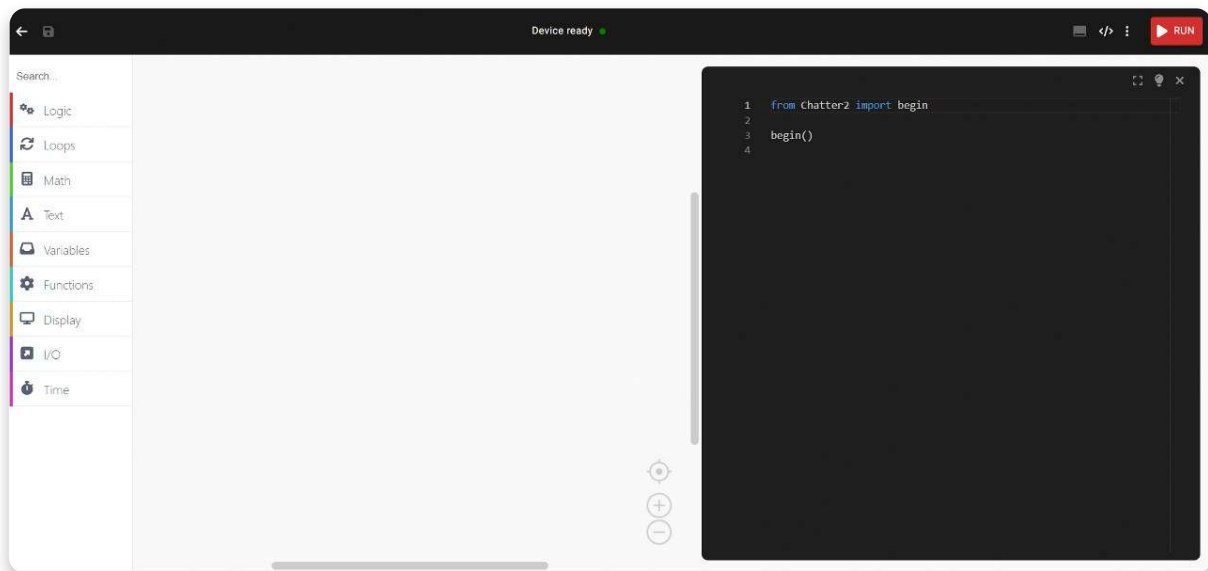 Device ready
</>
RUN
Search...
Logic
Loops
Math
Text
Variables
Functions
Display
I/O
Time
1 from Chatter2 import begin
2
3 begin()
4